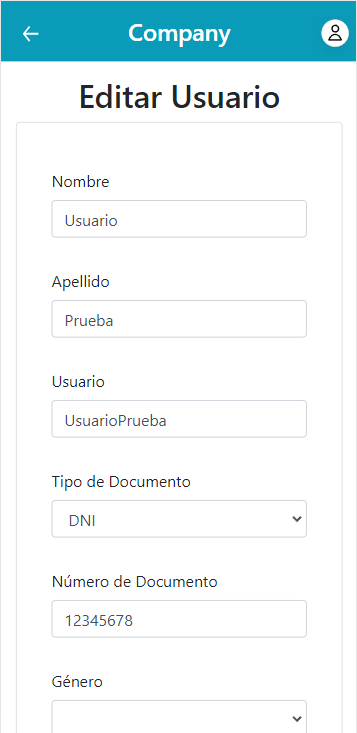 Company
Editar Usuario
Nombre
Usuario
Apellido
Prueba
Usuario
UsuarioPrueba
Tipo de Documento
DNI
Número de Documento
12345678
Género